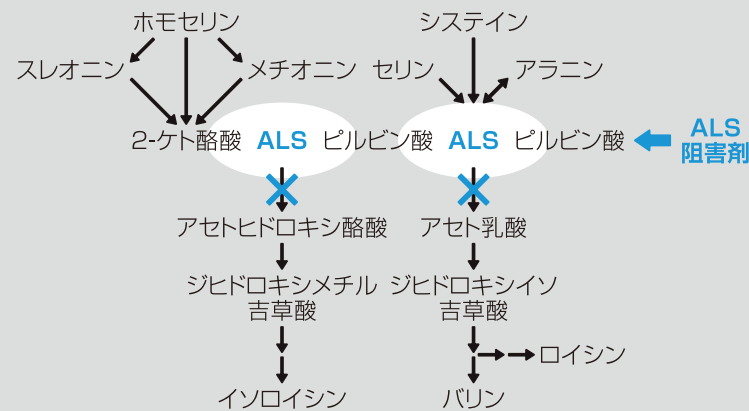 ホモセリン
システイン
スレオニン
メチオニン
セリン
アラニン
2-ケト酪酸 ALS ピルビン酸 ALS ピルビン酸
ALS
阻害剤
アセトヒドロキシ酪酸
アセト乳酸
ジヒドロキシメチル
吉草酸
ジヒドロキシイソ
吉草酸
ロイシン
イソロイシン
バリン